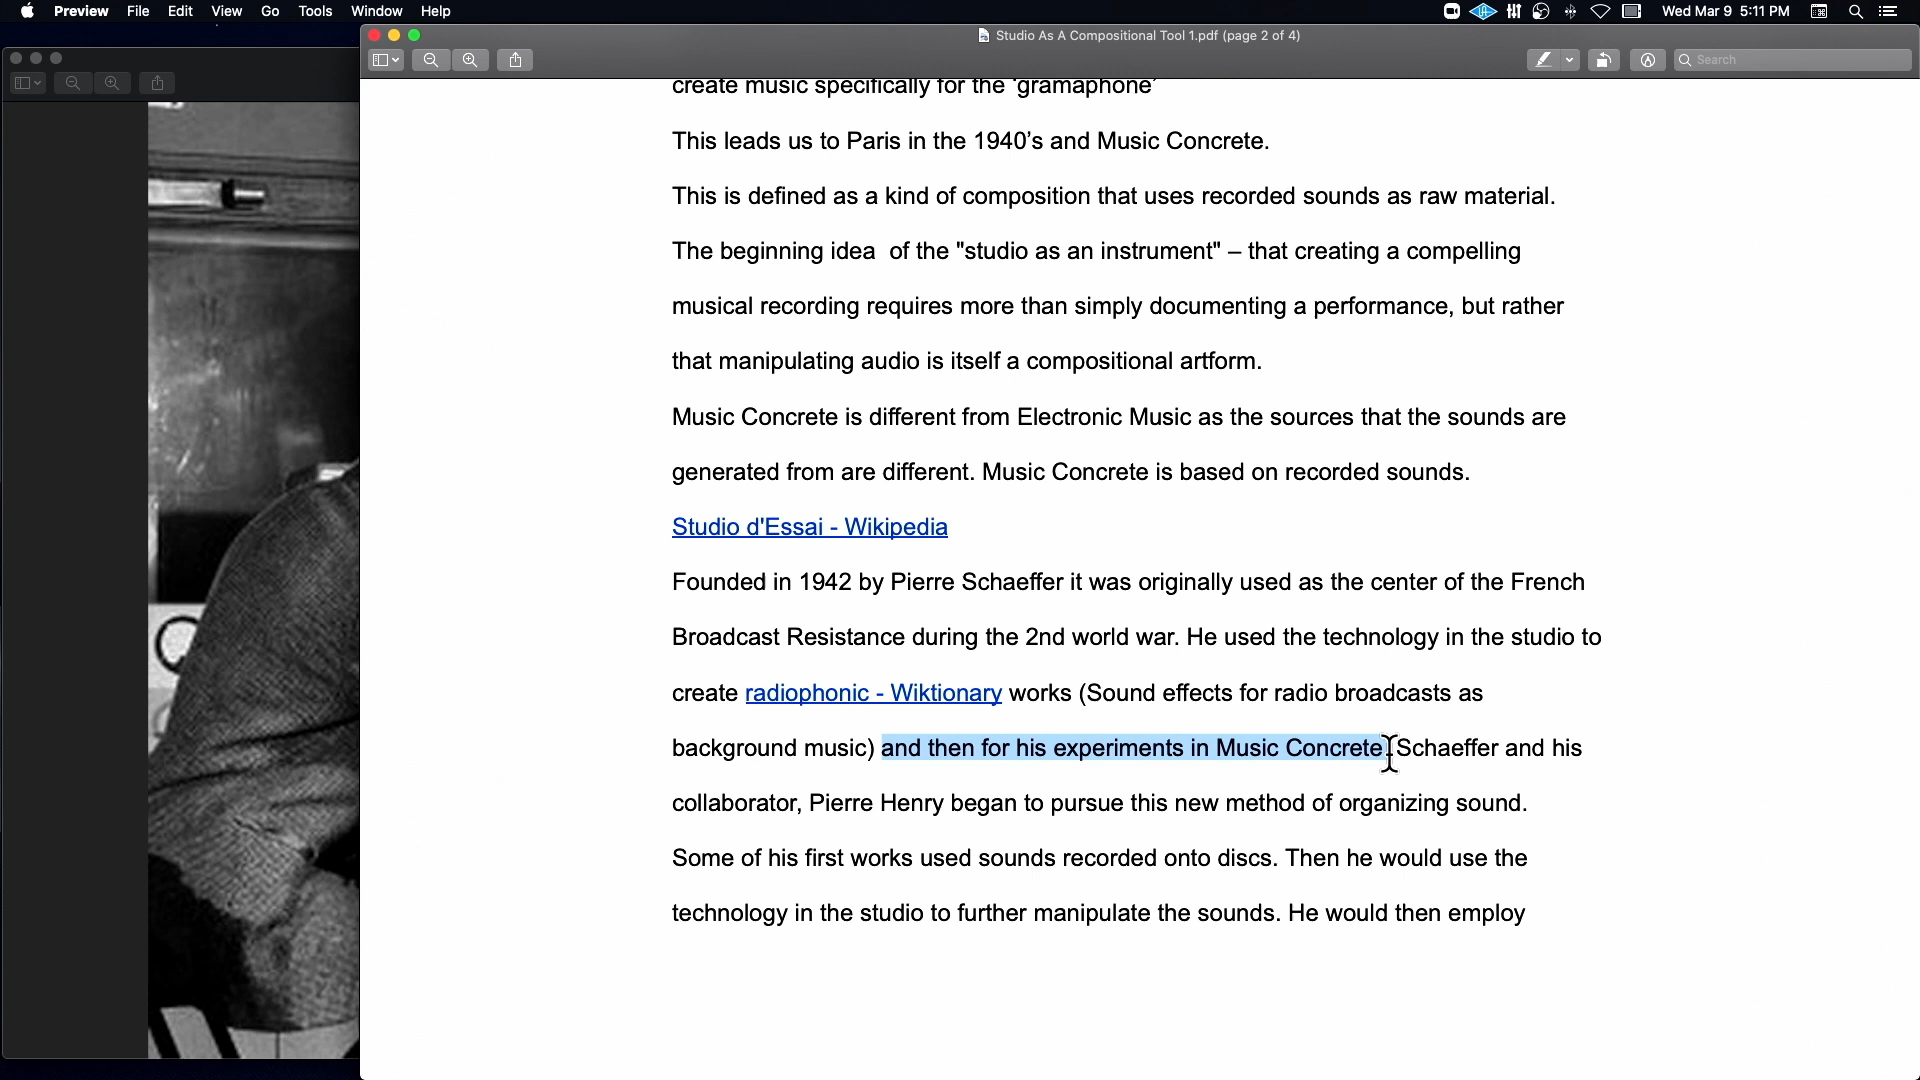 Preview File Edit View Go Tools Window Help
Wed Mar 9 5:11 PM
Studio As A Compositional Tool 1.pdf (page 2 of 4)
Search
create music specifically for the ‘gramaphone’
This leads us to Paris in the 1940’s and Music Concrete.
This is defined as a kind of composition that uses recorded sounds as raw material.
The beginning idea of the "studio as an instrument" – that creating a compelling
musical recording requires more than simply documenting a performance, but rather
that manipulating audio is itself a compositional artform.
Music Concrete is different from Electronic Music as the sources that the sounds are
generated from are different. Music Concrete is based on recorded sounds.
Studio d'Essai - Wikipedia
Founded in 1942 by Pierre Schaeffer it was originally used as the center of the French
Broadcast Resistance during the 2nd world war. He used the technology in the studio to
create radiophonic - Wiktionary works (Sound effects for radio broadcasts as
background music) and then for his experiments in Music Concrete. Schaeffer and his
collaborator, Pierre Henry began to pursue this new method of organizing sound.
Some of his first works used sounds recorded onto discs. Then he would use the
technology in the studio to further manipulate the sounds. He would then employ